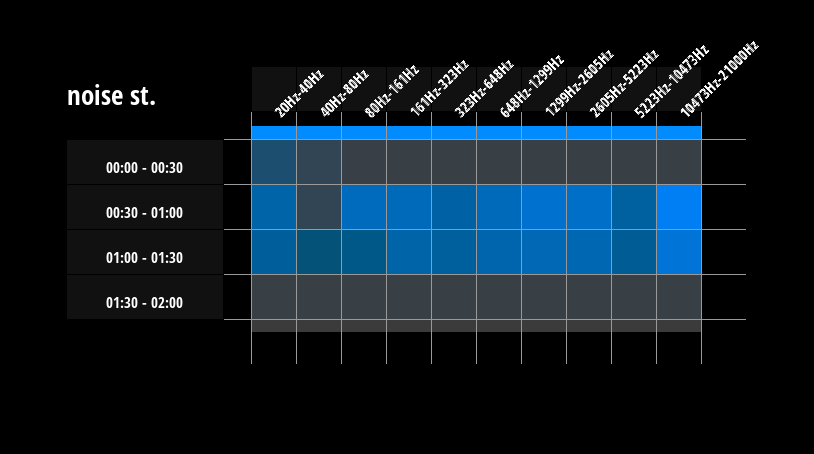 noise st.
20Hz-40Hz
40Hz-80Hz
80Hz-161Hz
161Hz-323Hz
323Hz-648Hz
648Hz-1299Hz
1299Hz-2605Hz
2605Hz-5223Hz
5223Hz-10473Hz
10473Hz-21000Hz
00:00 - 00:30
00:30 - 01:00
01:00 - 01:30
01:30 - 02:00